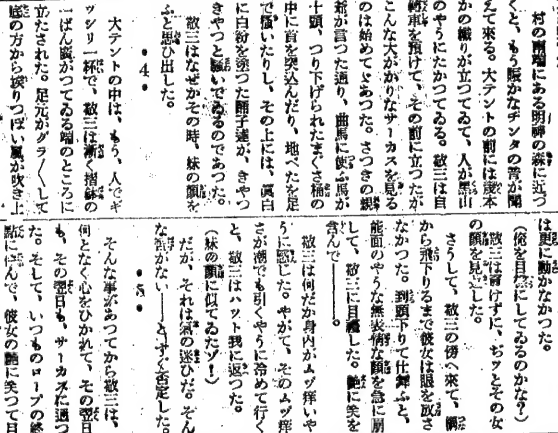 村の南端にある明神の森に近づ
くと、もう賑かなヂンタの音が聞
えて來る。大テントの前には幾本
かの幟りが立つてゐて、人が黒山
のやうにたかつてゐる。敬三は自
轉車を預けて、その前に立つたが
こんな大がかりなサーカスを見る
のは始めてゞあつた。さつきの親
爺が言つた通り、曲馬に使ふ馬が
十頭、つり下げられたまぐさ桶の
中に首を突込んだり、地べたを足
で掻いたりし、その上には、眞白
に白粉を塗つた踊子達が、きやつ
きやつと騷いでゐるのであつた。
敬三はなぜかその時、妹の顔を
ふと思ひ出した。
・4・
大テントの中は、もう、人でギ
ッシリ一杯で、敬三は漸く摺鉢の
一ばん裾がつてゐる端のところに
立たされた。足元がグラ／＼して
底の方から埃りつぽい風が吹き上
は更に動かなかつた。
（俺を目標にしてゐるのかな？）
敬三は背けずに、ぢッとその女
の顔を見返した。
さうして、敬三の傍へ來て、欄
から飛下りるまで彼女は眼を放さ
なかつた。到頭下りて仕舞ふと、
能面のやうな無表情な顔を急に崩
して、敬三に目禮した。艶に笑を
含んで――。
敬三は何だか身内がムヅ痒いや
うに感じた。やがて、そのムヅ痒
さが潮でも引くやうに冷めて行く
と、敬三はハット我に返つた。
（妹の顔に似てゐたゾ！）
だが、それは氣の迷ひだ。そん
な筈がない――とすぐ否定した。
・5・
そんな事があつてから敬三は、
何となく心をひかれて、その翌日
も、その翌日も、サーカスに通つ
た。そして、いつものロープの終
點に佇んで、彼女の艶に笑つて目